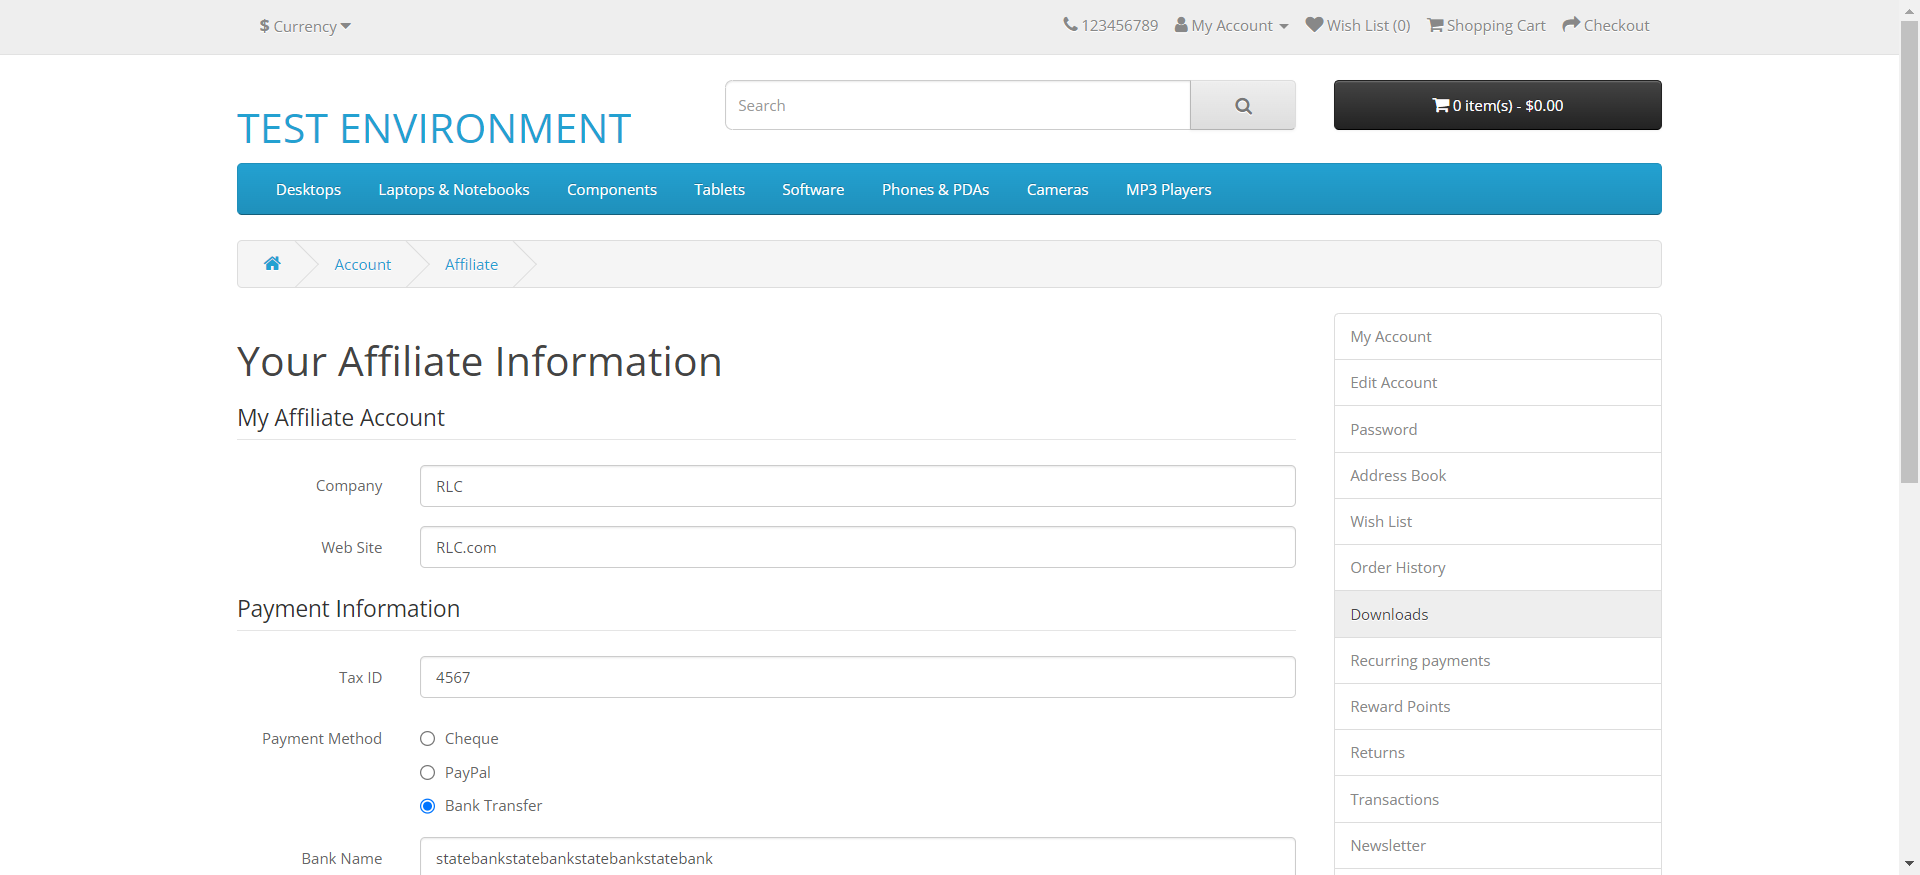 $ Currency
123456789 My Account Wish List (0) Shopping Cart Checkout
TEST ENVIRONMENT
Search
0 item(s) - $0.00
Desktops Laptops & Notebooks Components Tablets Software Phones & PDAs Cameras MP3 Players
Account Affiliate
Your Affiliate Information
My Affiliate Account
Company RLC
Web Site RLC.com
Payment Information
Tax ID 4567
Payment Method Cheque
PayPal
Bank Transfer
Bank Name statebankstatebankstatebankstatebank
My Account
Edit Account
Password
Address Book
Wish List
Order History
Downloads
Recurring payments
Reward Points
Returns
Transactions
Newsletter